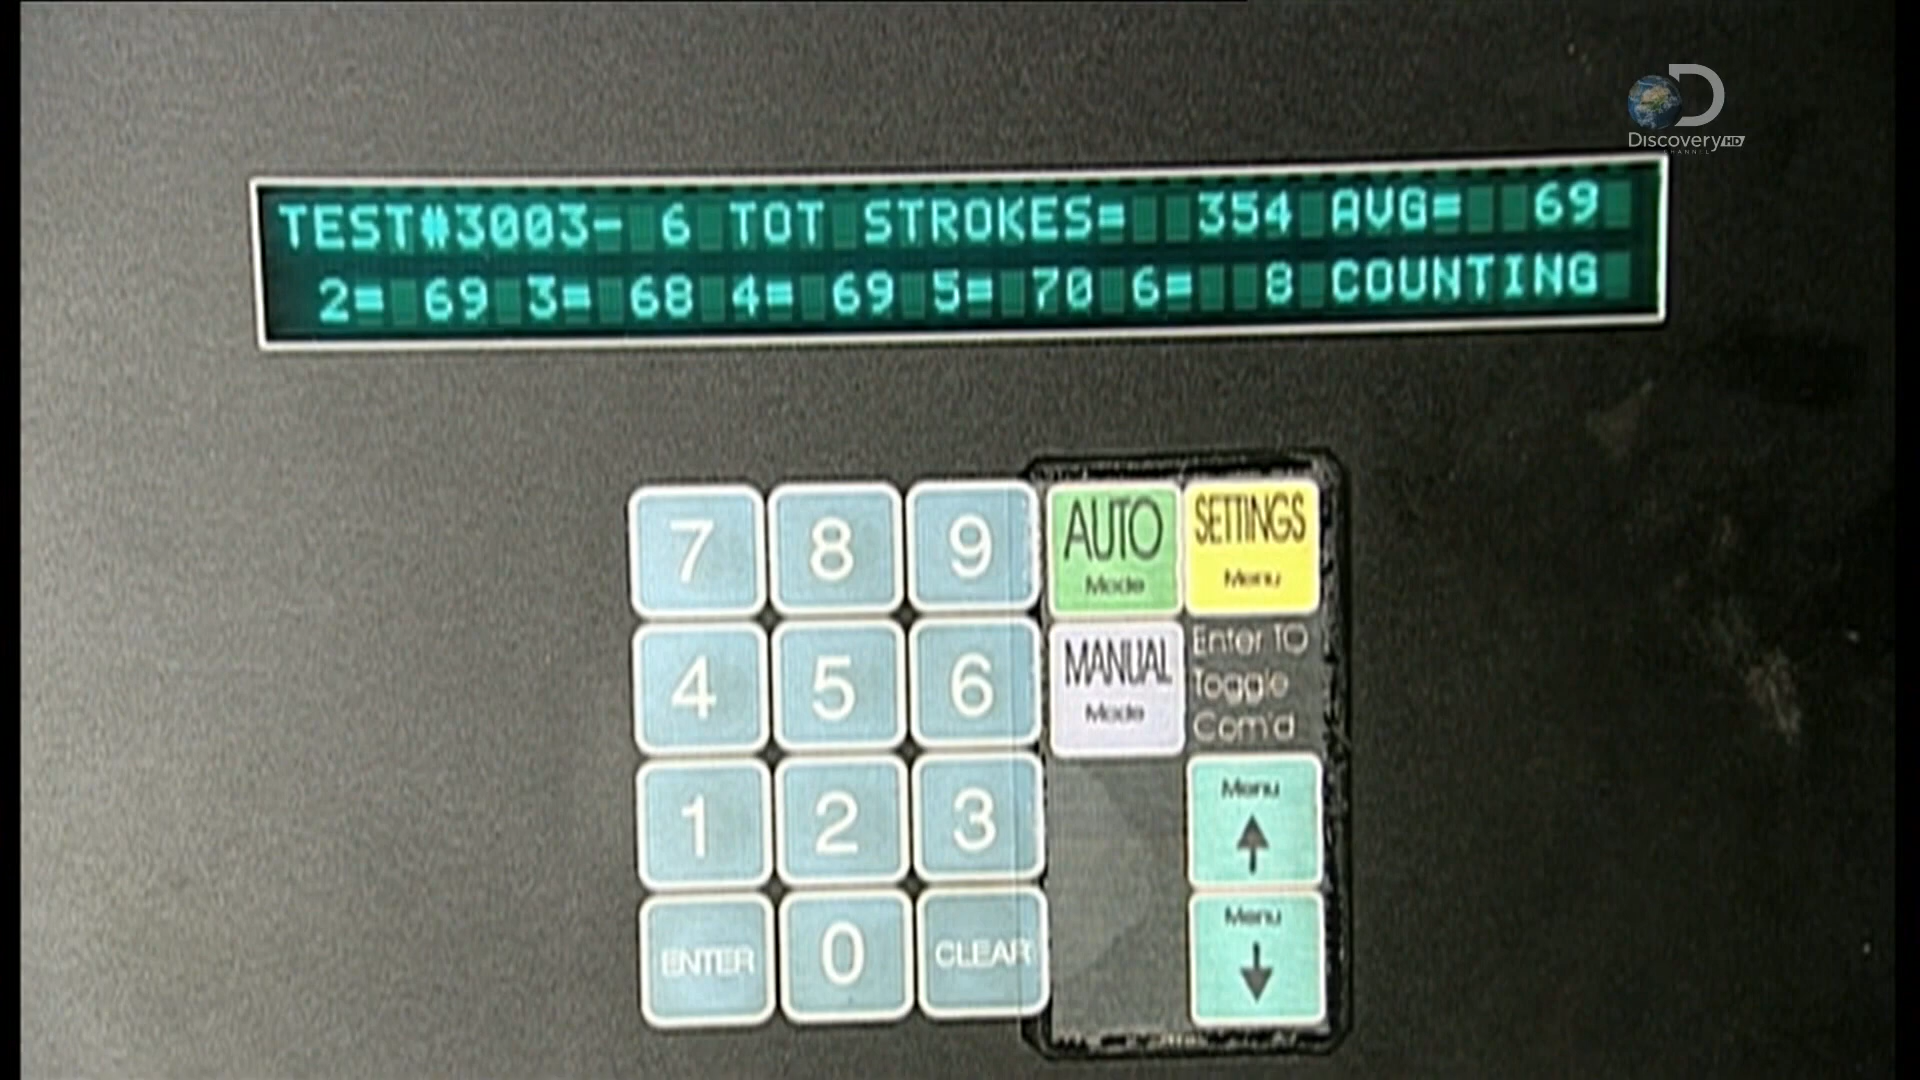 Discovery HD
CHANNEL
TEST#3003- 6 TOT STROKES= 354 AVG= 69
2= 69 3= 68 4= 69 5= 70 6= 8 COUNTING
7 8 9 AUTO Mode SETTINGS Menu
4 5 6 MANUAL Mode Enter TO
Toggle
Com'd
1 2 3 Menu
ENTER 0 CLEAR Menu